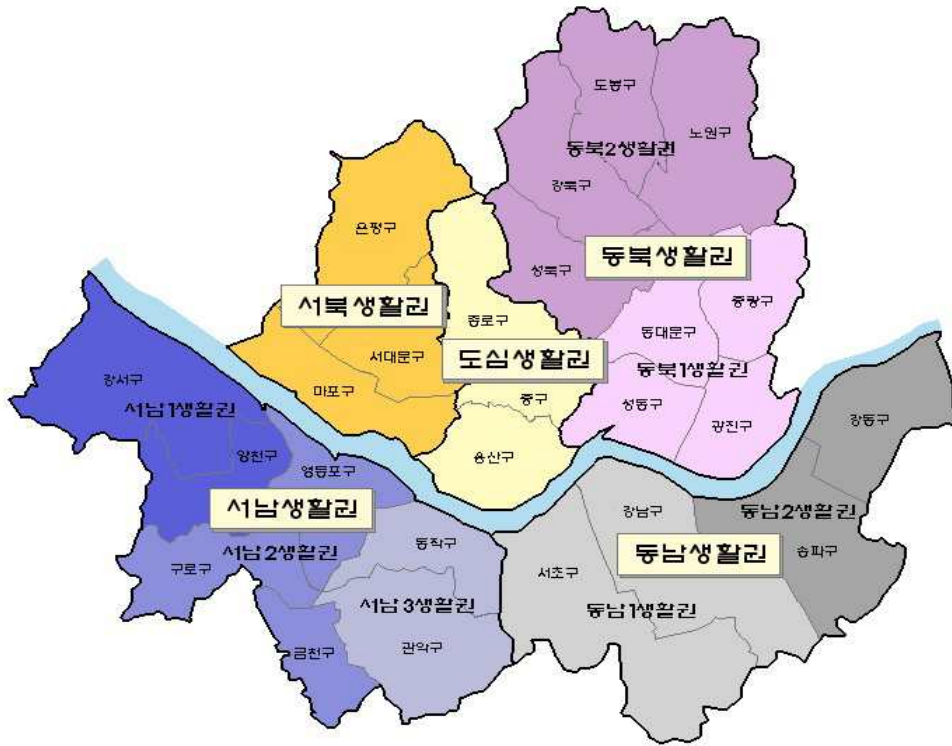 도봉구
노원구
동북2생활권
강북구
은평구
동북생활권
성북구
중랑구
서북생활권
종로구
동대문구
서대문구
도심생활권
동북1생활권
강서구
마포구
중구
성동구
서남1생활권
광진구
강동구
양천구
용산구
영등포구
서남생활권
강남구
동남2생활권
동작구
서남2생활권
동남생활권
송파구
구로구
서초구
서남3생활권
동남1생활권
관악구
금천구